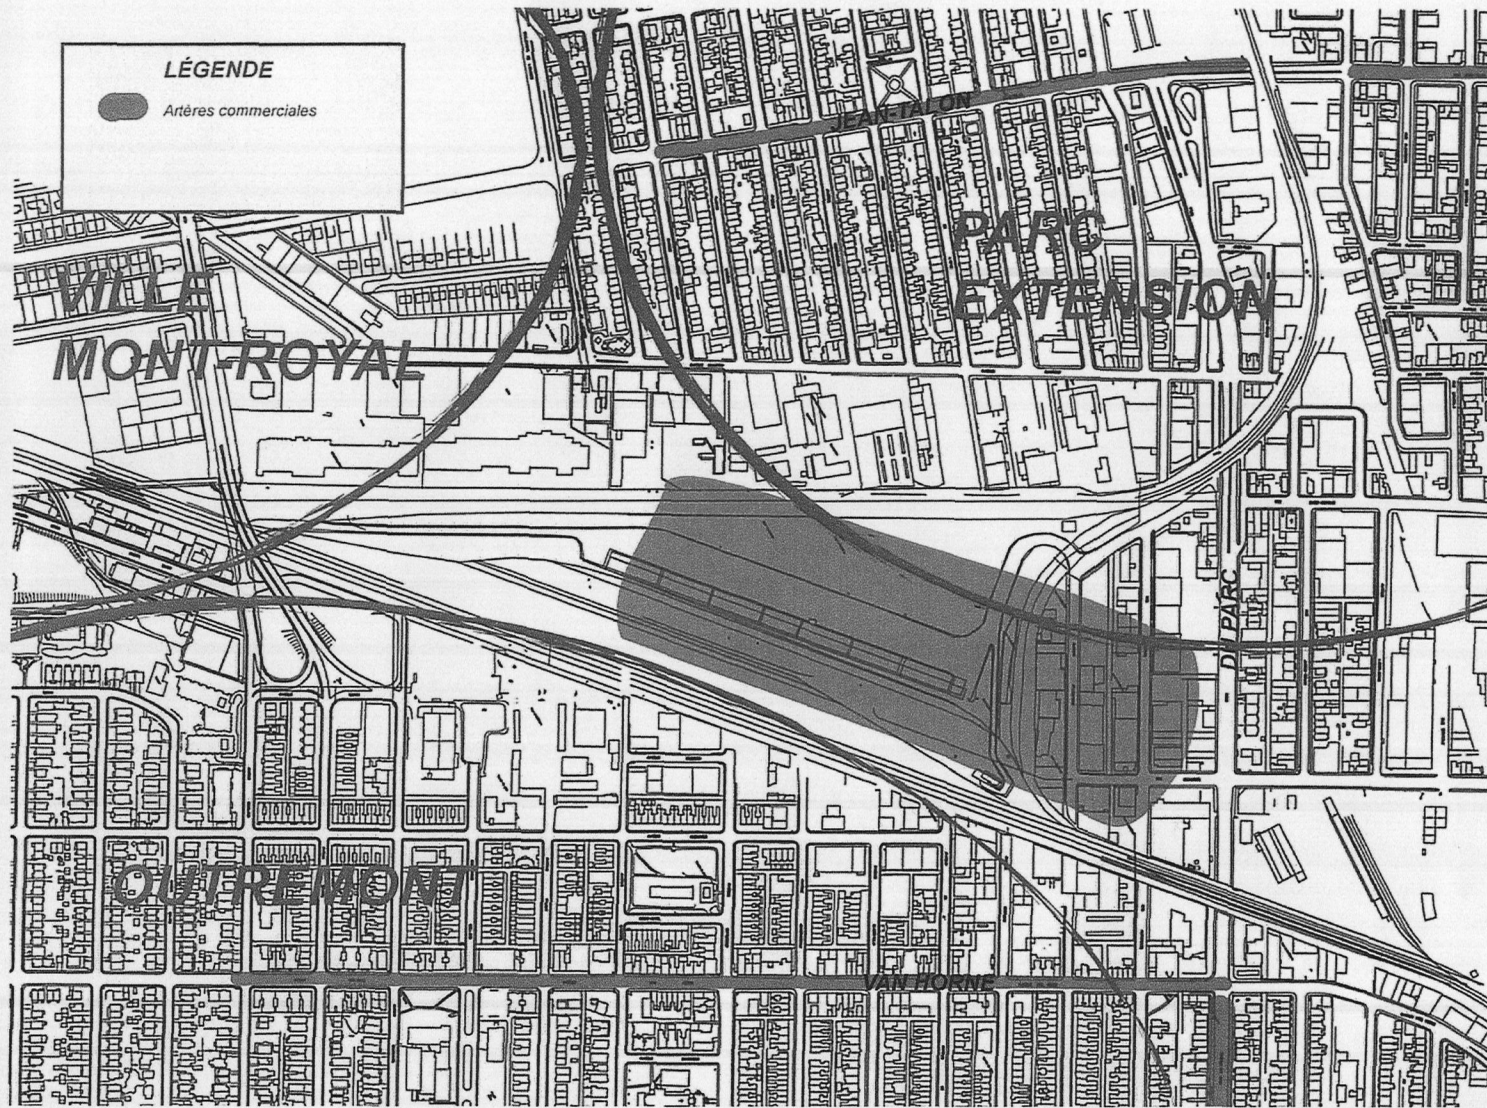 LÉGENDE
Artères commerciales
JEAN-TALON
PARC
EXTENSION
VILLE
MONT-ROYAL
DU PARC
OUTREMONT
VAN HORNE